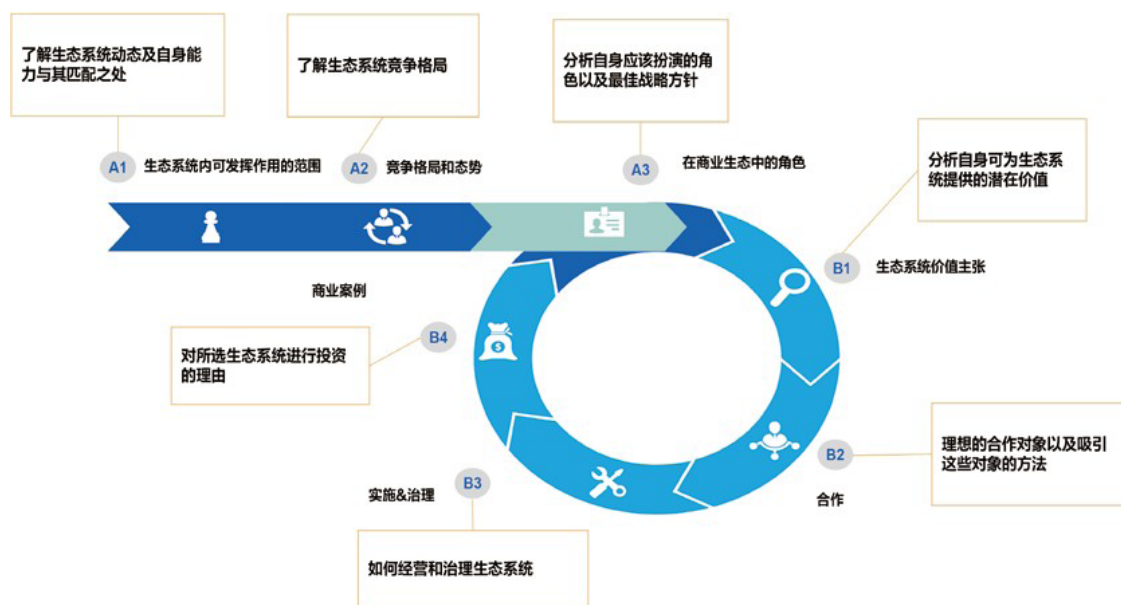 了解生态系统动态及自身能
力与其匹配之处
了解生态系统竞争格局
分析自身应该扮演的角
色以及最佳战略方针
A1
生态系统内可发挥作用的范围
A2
竞争格局和态势
A3
在商业生态中的角色
分析自身可为生态系
统提供的潜在价值
B1
生态系统价值主张
商业案例
B4
对所选生态系统进行投资
的理由
$
理想的合作对象以及吸引
这些对象的方法
B2
合作
B3
实施&治理
如何经营和治理生态系统